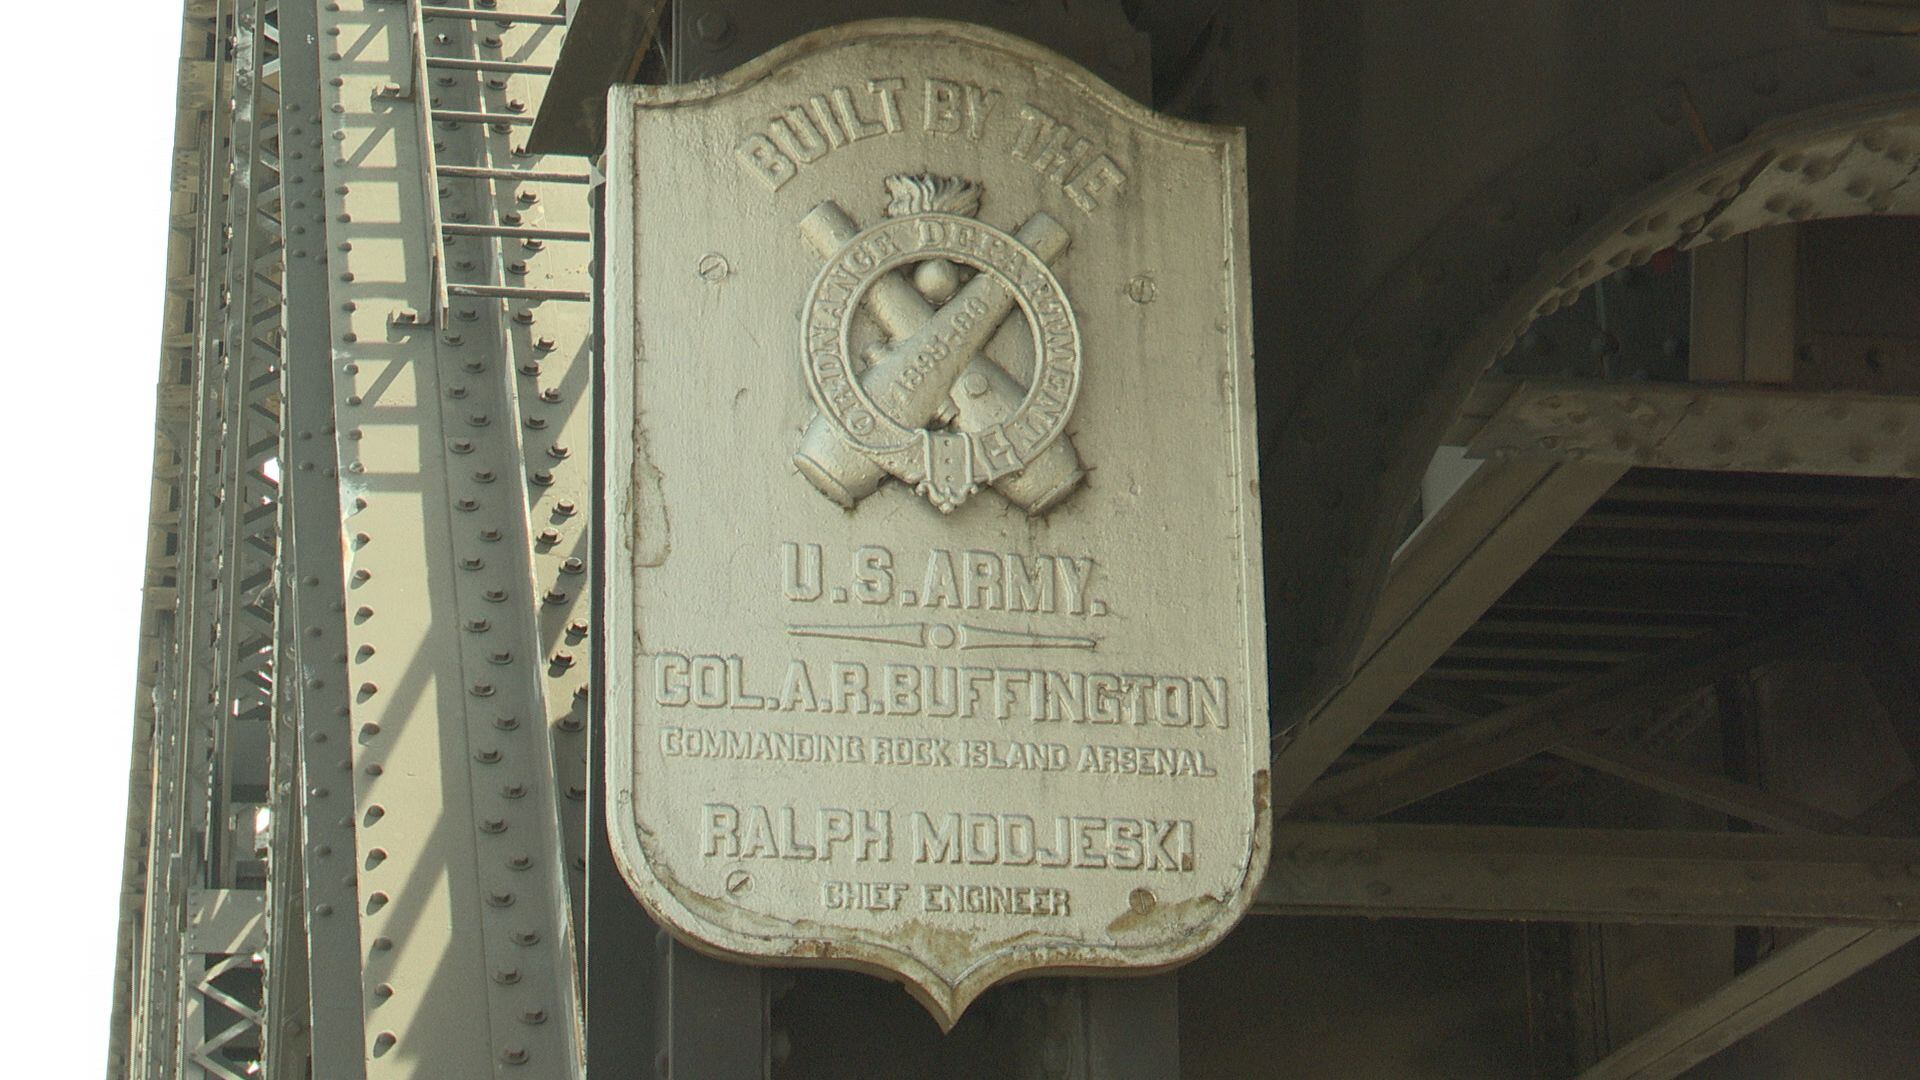 BUILT BY THE
ORDNANCE DEPARTMENT
U.S.ARMY.
COL.A.R.BUFFINGTON
COMMANDING ROCK ISLAND ARSENAL
RALPH MODJESKI
CHIEF ENGINEER